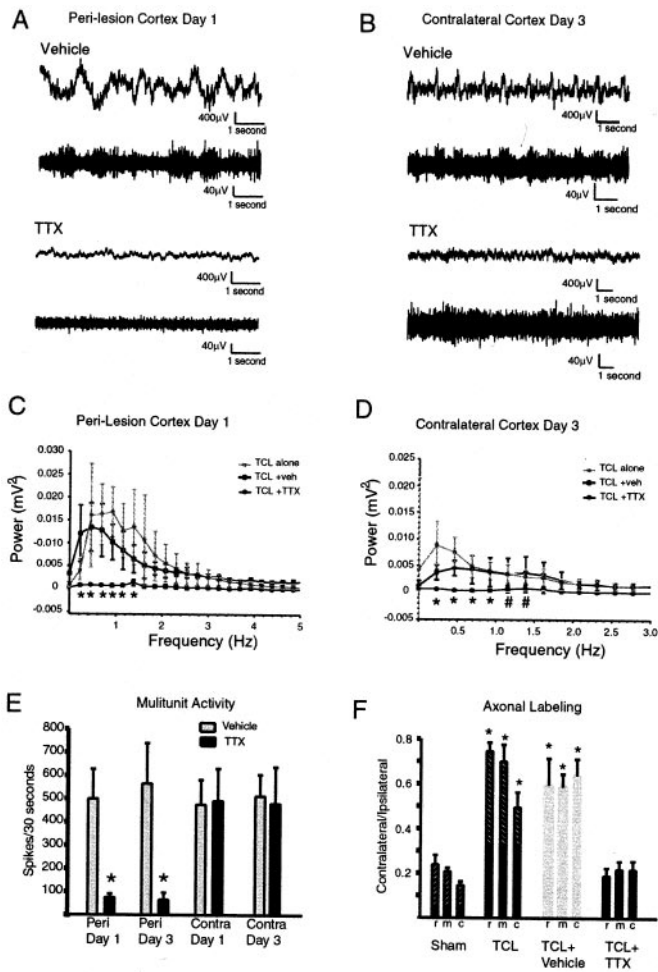 A
Peri-lesion Cortex Day 1
Vehicle
400µV
1 second
40µV
1 second
TTX
400µV
1 second
40µV
1 second
B
Contralateral Cortex Day 3
Vehicle
400µV
1 second
40µV
1 second
TTX
400µV
1 second
40µV
1 second
C
Peri-Lesion Cortex Day 1
TCL alone
TCL +veh
TCL +TTX
Power (mV²)
0.030
0.025
0.020
0.015
0.010
0.005
0
-0.005
******
1 2 3 4 5
Frequency (Hz)
D
Contralateral Cortex Day 3
TCL alone
TCL +veh
TCL +TTX
Power (mV²)
0.020
0.015
0.010
0.005
0
-0.005
* * * * # #
0.5 1.0 1.5 2.0 2.5 3.0
Frequency (Hz)
E
Mulitunit Activity
Vehicle
TTX
Spikes/30 seconds
800
700
600
500
400
300
200
100
* *
Peri Day 1
Peri Day 3
Contra Day 1
Contra Day 3
F
Axonal Labeling
Contralateral/Ipsilateral
0.8
0.6
0.4
0.2
* * * * * *
r m c r m c r m c r m c
Sham
TCL
TCL+ Vehicle
TCL+ TTX